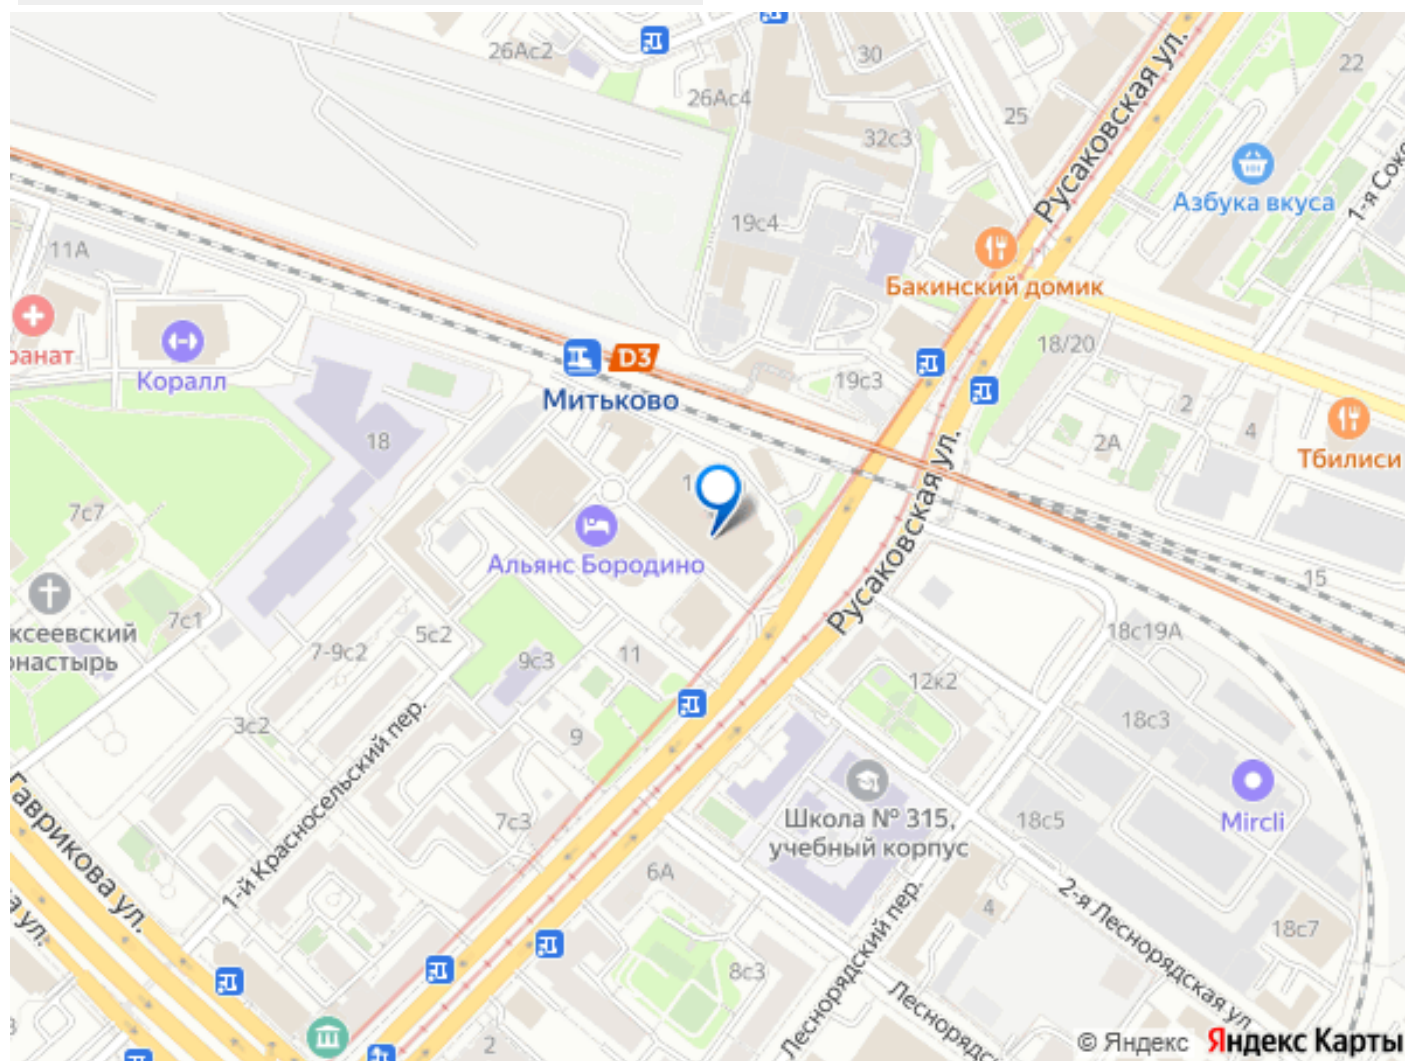 26Ас2
30
22
26Ас4
25
32с3
Русаковская ул.
Азбука вкуса
1-я Соко
19с4
11А
Бакинский домик
ранат
Коралл
D3
Митьково
18/20
19с3
2
4
2А
18
Тбилиси
7с7
Альянс Бородино
Русаковская ул.
15
ксеевский
онастырь
7с1
7-9с2
5с2
9с3
11
18с19А
12к2
3с2
9
18с3
1-й Красносельский пер.
Гаврикова ул.
а ул.
7с3
Школа № 315,
учебный корпус
18с5
Mircli
6А
4
2-я Леснорядская ул.
18с7
8с3
Леснорядский пер.
Леснорядс
2
© Яндекс Яндекс Карты